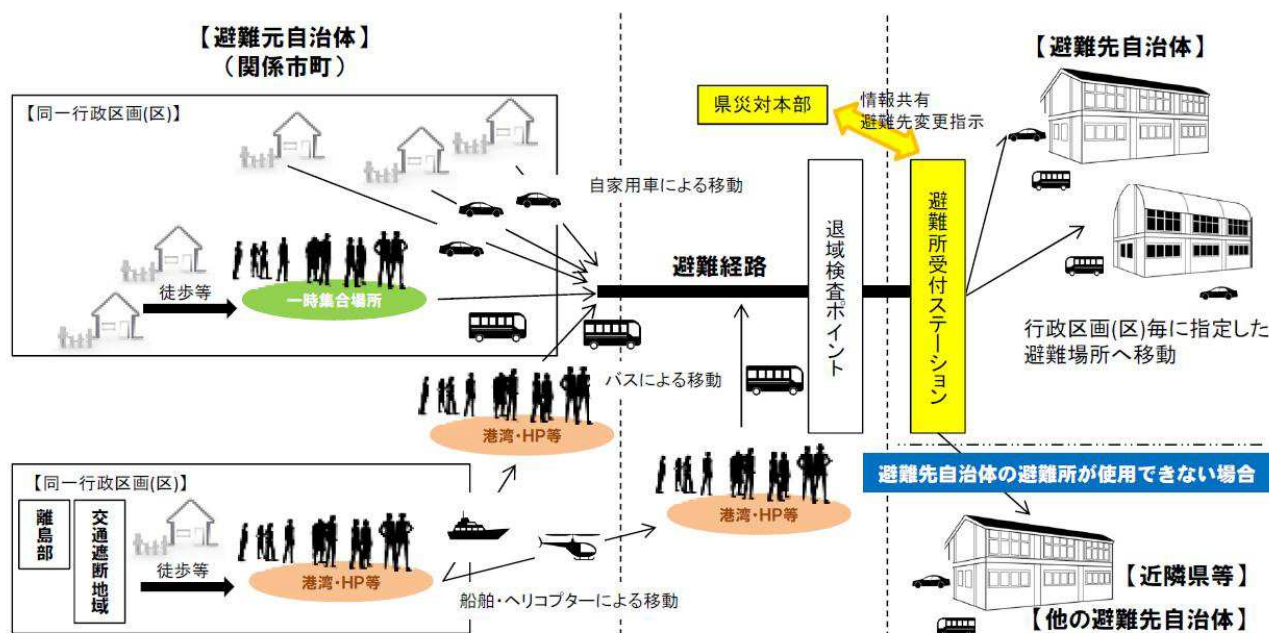 【避難元自治体】
（関係市町）
【同一行政区画(区)】
徒歩等
一時集合場所
自家用車による移動
バスによる移動
港湾・HP等
【同一行政区画(区)】
離島部
交通遮断地域
徒歩等
港湾・HP等
船舶・ヘリコプターによる移動
港湾・HP等
避難経路
県災対本部
情報共有
避難先変更指示
退域検査ポイント
避難所受付ステーション
【避難先自治体】
行政区画(区)毎に指定した
避難場所へ移動
避難先自治体の避難所が使用できない場合
【近隣県等】
【他の避難先自治体】